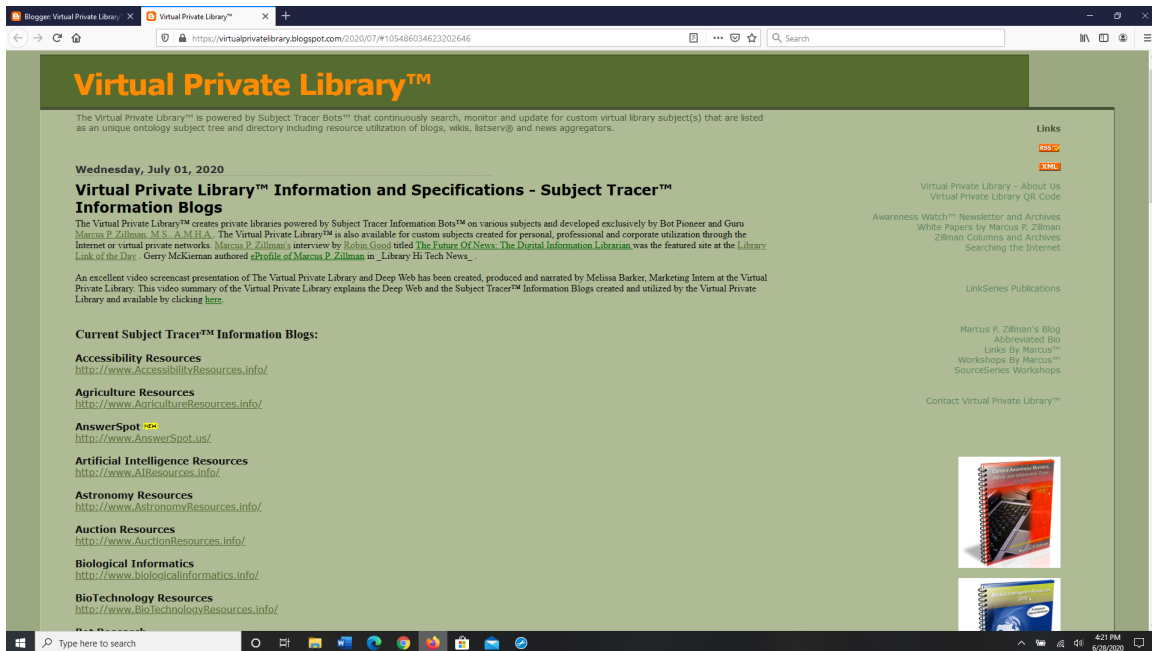 Blogger: Virtual Private Library
Virtual Private Library™
https://virtualprivatelibrary.blogspot.com/2020/07/#105486034623202646
Search
Virtual Private Library™
The Virtual Private Library™ is powered by Subject Tracer Bots™ that continuously search, monitor and update for custom virtual library subject(s) that are listed
as an unique ontology subject tree and directory including resource utilization of blogs, wikis, listserv® and news aggregators.
Wednesday, July 01, 2020
Virtual Private Library™ Information and Specifications - Subject Tracer™
Information Blogs
The Virtual Private Library™ creates private libraries powered by Subject Tracer Information Bots™ on various subjects and developed exclusively by Bot Pioneer and Guru
Marcus P. Zillman, M.S., A.M.H.A.. The Virtual Private Library™ is also available for custom subjects created for personal, professional and corporate utilization through the
Internet or virtual private networks. Marcus P. Zillman's interview by Robin Good titled The Future Of News: The Digital Information Librarian was the featured site at the Library
Link of the Day . Gerry McKiernan authored eProfile of Marcus P. Zillman in _Library Hi Tech News_ .
An excellent video screencast presentation of The Virtual Private Library and Deep Web has been created, produced and narrated by Melissa Barker, Marketing Intern at the Virtual
Private Library. This video summary of the Virtual Private Library explains the Deep Web and the Subject Tracer™ Information Blogs created and utilized by the Virtual Private
Library and available by clicking here.
Current Subject Tracer™ Information Blogs:
Accessibility Resources
http://www.AccessibilityResources.info/
Agriculture Resources
http://www.AgricultureResources.info/
AnswerSpot NEW
http://www.AnswerSpot.us/
Artificial Intelligence Resources
http://www.AIResources.info/
Astronomy Resources
http://www.AstronomyResources.info/
Auction Resources
http://www.AuctionResources.info/
Biological Informatics
http://www.biologicalinformatics.info/
BioTechnology Resources
http://www.BioTechnologyResources.info/
Bot Research
Links
RSS
XML
Virtual Private Library - About Us
Virtual Private Library QR Code
Awareness Watch™ Newsletter and Archives
White Papers by Marcus P. Zillman
Zillman Columns and Archives
Searching the Internet
LinkSeries Publications
Marcus P. Zillman's Blog
Abbreviated Bio
Links By Marcus™
Workshops By Marcus™
SourceSeries Workshops
Contact Virtual Private Library™
Type here to search
4:21 PM
6/28/2020